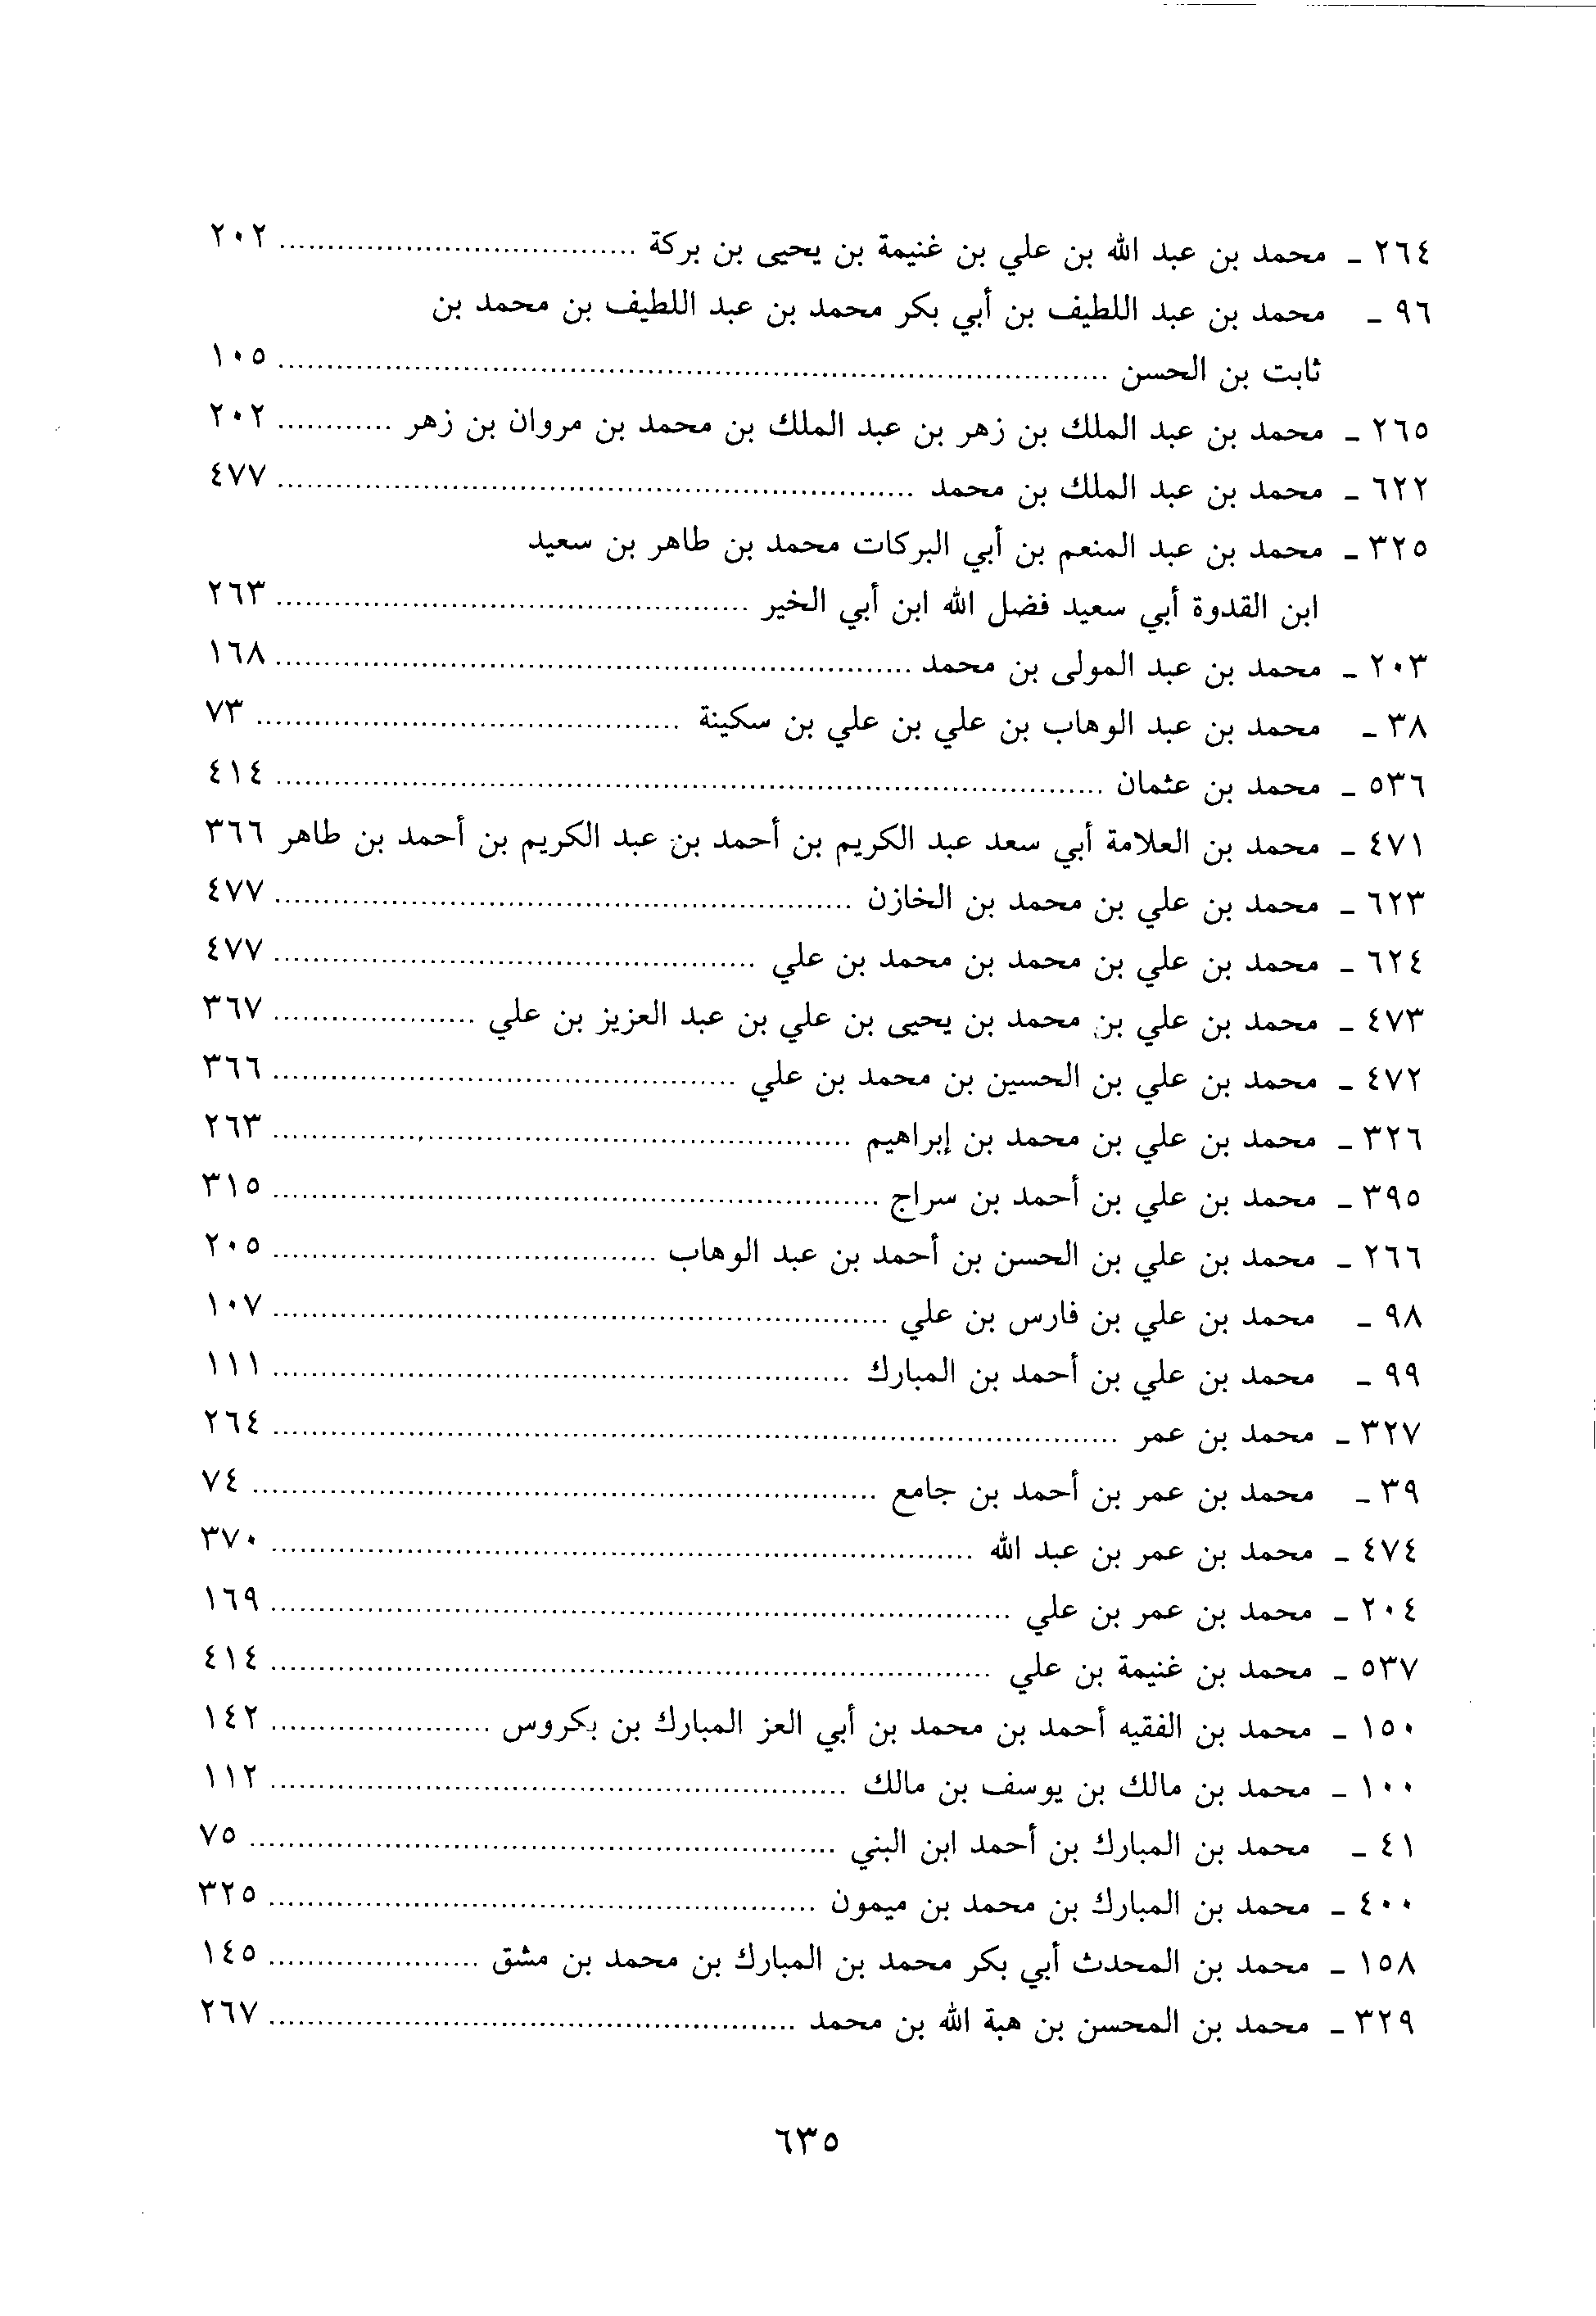 ٢٦٤ ـ محمد بن عبد الله بن علي بن غنيمة بن يحيى بن بركة ........ ٢٠٢
٩٦ ـ محمد بن عبد اللطيف بن أبي بكر محمد بن عبد اللطيف بن محمد بن
ثابت بن الحسن ........ ١٠٥
٢٦٥ ـ محمد بن عبد الملك بن زهر بن عبد الملك بن محمد بن مروان بن زهر ........ ٢٠٢
٦٢٢ ـ محمد بن عبد الملك بن محمد ........ ٤٧٧
٣٢٥ ـ محمد بن عبد المنعم بن أبي البركات محمد بن طاهر بن سعيد
ابن القدوة أبي سعيد فضل الله ابن أبي الخير ........ ٢٦٣
٢٠٣ ـ محمد بن عبد المولى بن محمد ........ ١٦٨
٣٨ ـ محمد بن عبد الوهاب بن علي بن علي بن سكينة ........ ٧٣
٥٣٦ ـ محمد بن عثمان ........ ٤١٤
٤٧١ ـ محمد بن العلامة أبي سعد عبد الكريم بن أحمد بن عبد الكريم بن أحمد بن طاهر ٣٦٦
٦٢٣ ـ محمد بن علي بن محمد بن الخازن ........ ٤٧٧
٦٢٤ ـ محمد بن علي بن محمد بن محمد بن علي ........ ٤٧٧
٤٧٣ ـ محمد بن علي بن محمد بن يحيى بن علي بن عبد العزيز بن علي ........ ٣٦٧
٤٧٢ ـ محمد بن علي بن الحسين بن محمد بن علي ........ ٣٦٦
٣٢٦ ـ محمد بن علي بن محمد بن إبراهيم ........ ٢٦٣
٣٩٥ ـ محمد بن علي بن أحمد بن سراج ........ ٣١٥
٢٦٦ ـ محمد بن علي بن الحسن بن أحمد بن عبد الوهاب ........ ٢٠٥
٩٨ ـ محمد بن علي بن فارس بن علي ........ ١٠٧
٩٩ ـ محمد بن علي بن أحمد بن المبارك ........ ١١١
٣٢٧ ـ محمد بن عمر ........ ٢٦٤
٣٩ ـ محمد بن عمر بن أحمد بن جامع ........ ٧٤
٤٧٤ ـ محمد بن عمر بن عبد الله ........ ٣٧٠
٢٠٤ ـ محمد بن عمر بن علي ........ ١٦٩
٥٣٧ ـ محمد بن غنيمة بن علي ........ ٤١٤
١٥٠ ـ محمد بن الفقيه أحمد بن محمد بن أبي العز المبارك بن بكروس ........ ١٤٢
١٠٠ ـ محمد بن مالك بن يوسف بن مالك ........ ١١٢
٤١ ـ محمد بن المبارك بن أحمد ابن البني ........ ٧٥
٤٠٠ ـ محمد بن المبارك بن محمد بن ميمون ........ ٣٢٥
١٥٨ ـ محمد بن المحدث أبي بكر محمد بن المبارك بن محمد بن مشق ........ ١٤٥
٣٢٩ ـ محمد بن المحسن بن هبة الله بن محمد ........ ٢٦٧
٦٣٥